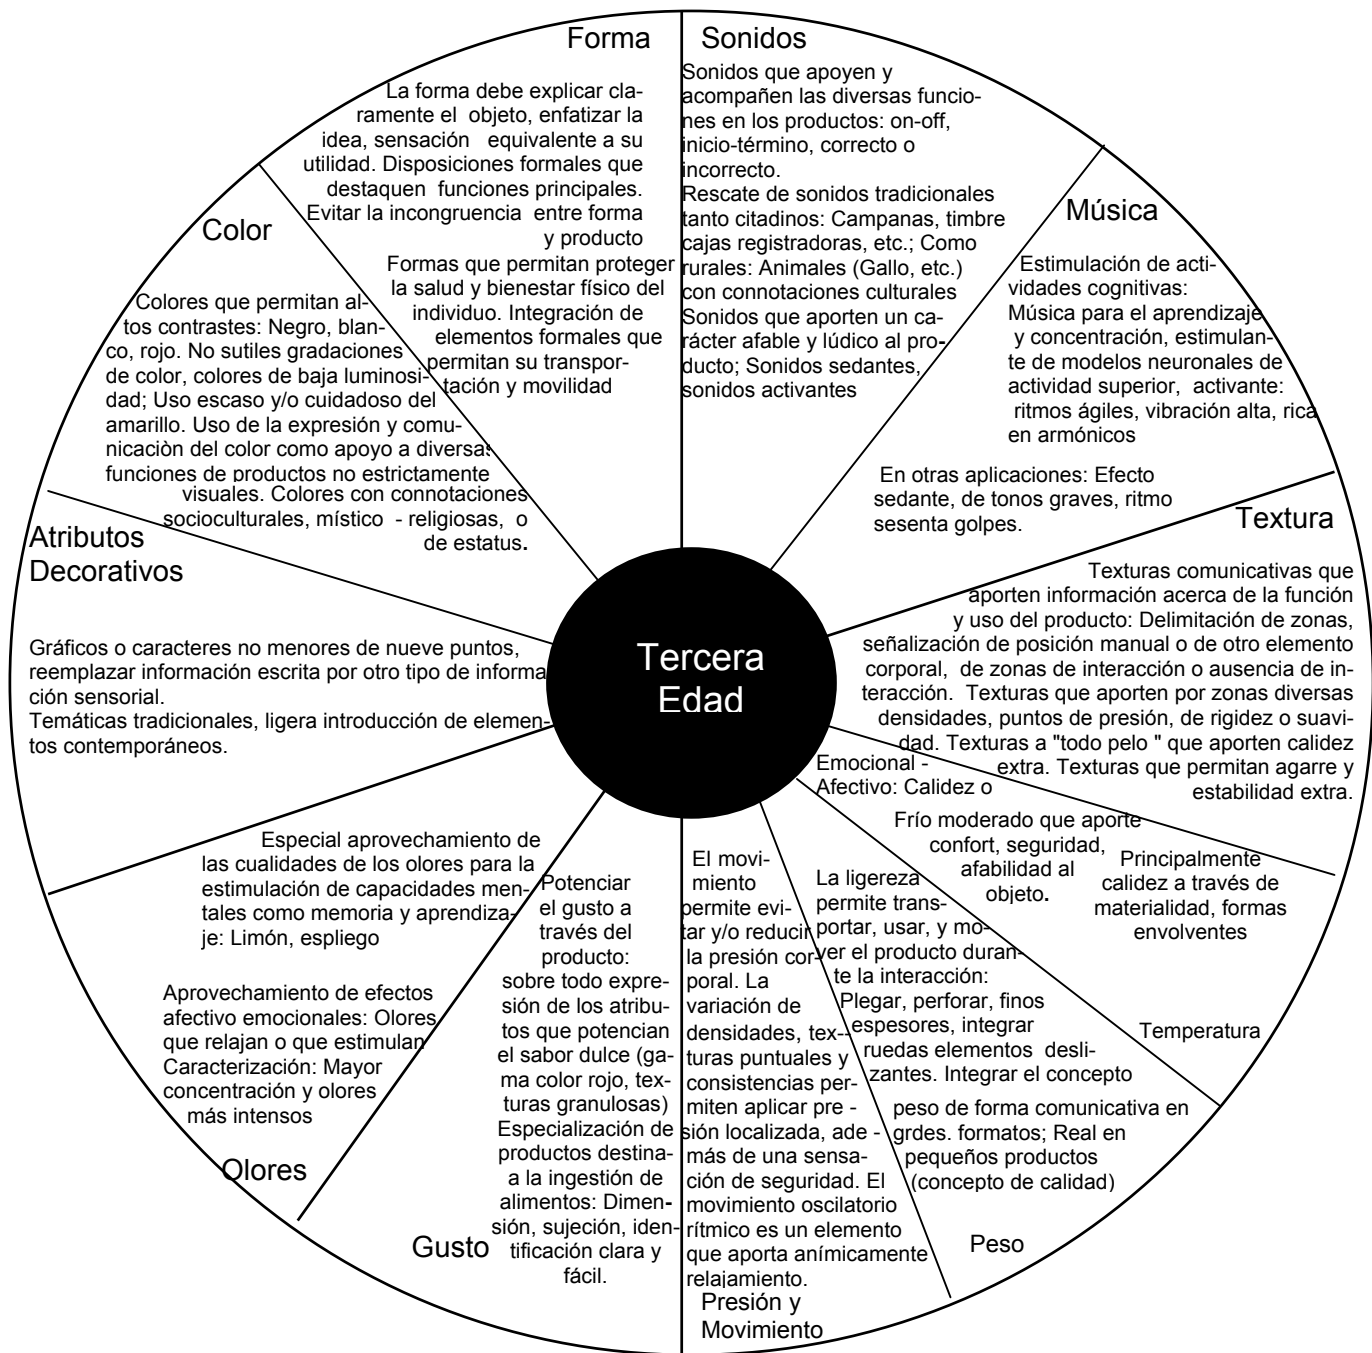 Forma
La forma debe explicar cla-
ramente el objeto, enfatizar la
idea, sensación equivalente a su
utilidad. Disposiciones formales que
destaquen funciones principales.
Evitar la incongruencia entre forma
y producto
Formas que permitan proteger
la salud y bienestar físico del
individuo. Integración de
elementos formales que
permitan su transpor-
tación y movilidad
Sonidos
Sonidos que apoyen y
acompañen las diversas funcio-
nes en los productos: on-off,
inicio-término, correcto o
incorrecto.
Rescate de sonidos tradicionales
tanto citadinos: Campanas, timbre
cajas registradoras, etc.; Como
rurales: Animales (Gallo, etc.)
con connotaciones culturales
Sonidos que aporten un ca-
rácter afable y lúdico al pro-
ducto; Sonidos sedantes,
sonidos activantes
Música
Estimulación de acti-
vidades cognitivas:
Música para el aprendizaje
y concentración, estimulan-
te de modelos neuronales de
actividad superior, activante:
ritmos ágiles, vibración alta, rica
en armónicos
En otras aplicaciones: Efecto
sedante, de tonos graves, ritmo
sesenta golpes.
Textura
Texturas comunicativas que
aporten información acerca de la función
y uso del producto: Delimitación de zonas,
señalización de posición manual o de otro elemento
corporal, de zonas de interacción o ausencia de in-
teracción. Texturas que aporten por zonas diversas
densidades, puntos de presión, de rigidez o suavi-
dad. Texturas a "todo pelo " que aporten calidez
extra. Texturas que permitan agarre y
estabilidad extra.
Emocional -
Afectivo: Calidez o
Frío moderado que aporte
confort, seguridad,
afabilidad al
objeto.
Principalmente
calidez a través de
materialidad, formas
envolventes
Temperatura
La ligereza
permite trans-
portar, usar, y mo-
ver el producto duran-
te la interacción:
Plegar, perforar, finos
espesores, integrar
ruedas elementos desli-
zantes. Integrar el concepto
peso de forma comunicativa en
grdes. formatos; Real en
pequeños productos
(concepto de calidad)
Peso
El movi-
miento
permite evi-
tar y/o reducir
la presión cor-
poral. La
variación de
densidades, tex--
turas puntuales y
consistencias per-
miten aplicar pre -
sión localizada, ade -
más de una sensa-
ción de seguridad. El
movimiento oscilatorio
rítmico es un elemento
que aporta anímicamente
relajamiento.
Presión y
Movimiento
Potenciar
el gusto a
través del
producto:
sobre todo expre-
sión de los atribu-
tos que potencian
el sabor dulce (ga-
ma color rojo, tex-
turas granulosas)
Especialización de
productos destina-
a la ingestión de
alimentos: Dimen-
sión, sujeción, iden-
tificación clara y
fácil.
Gusto
Especial aprovechamiento de
las cualidades de los olores para la
estimulación de capacidades men-
tales como memoria y aprendiza-
je: Limón, espliego
Aprovechamiento de efectos
afectivo emocionales: Olores
que relajan o que estimulan
Caracterización: Mayor
concentración y olores
más intensos
Olores
Atributos
Decorativos
Gráficos o caracteres no menores de nueve puntos,
reemplazar información escrita por otro tipo de informa
ción sensorial.
Temáticas tradicionales, ligera introducción de elemen-
tos contemporáneos.
Color
Colores que permitan al-
tos contrastes: Negro, blan-
co, rojo. No sutiles gradaciones
de color, colores de baja luminosi-
dad; Uso escaso y/o cuidadoso del
amarillo. Uso de la expresión y comu-
nicaciòn del color como apoyo a diversas
funciones de productos no estrictamente
visuales. Colores con connotaciones
socioculturales, místico - religiosas, o
de estatus.
Tercera
Edad